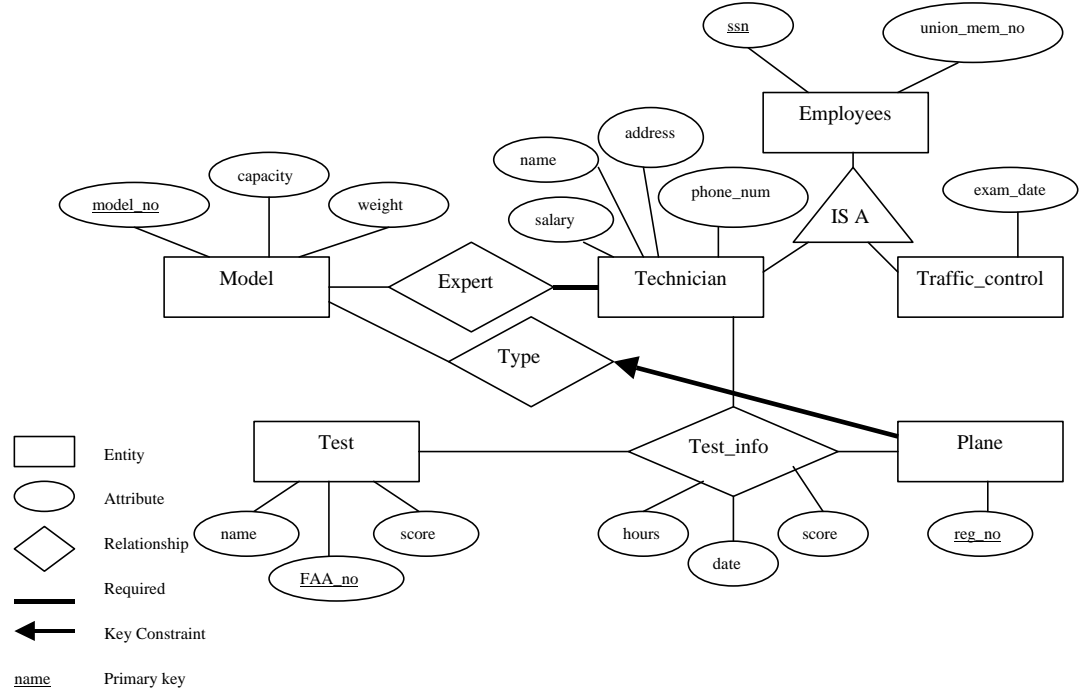 ssn
union_mem_no
Employees
address
name
phone_num
exam_date
capacity
model_no
weight
salary
IS A
Model
Expert
Technician
Traffic_control
Type
Test
Test_info
Plane
Entity
Attribute
name
score
hours
score
reg_no
Relationship
date
FAA_no
Required
Key Constraint
name
Primary key